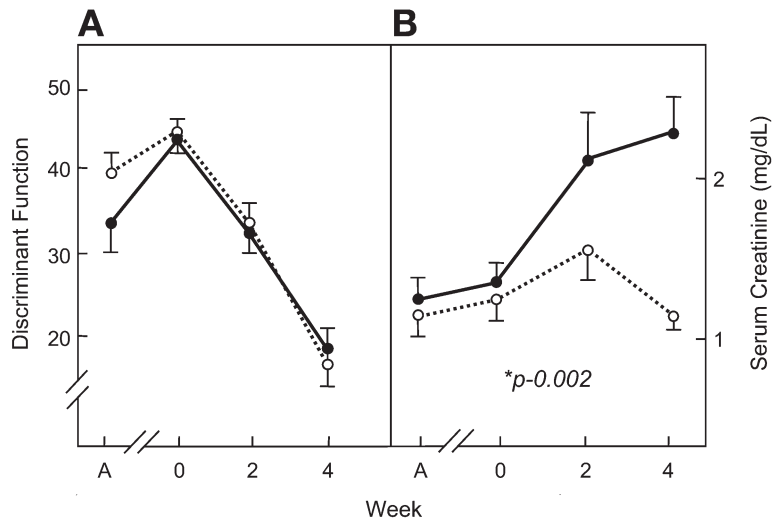 A
B
Discriminant Function
50
40
30
20
A
0
2
4
*p-0.002
A
0
2
4
2
1
Serum Creatinine (mg/dL)
Week